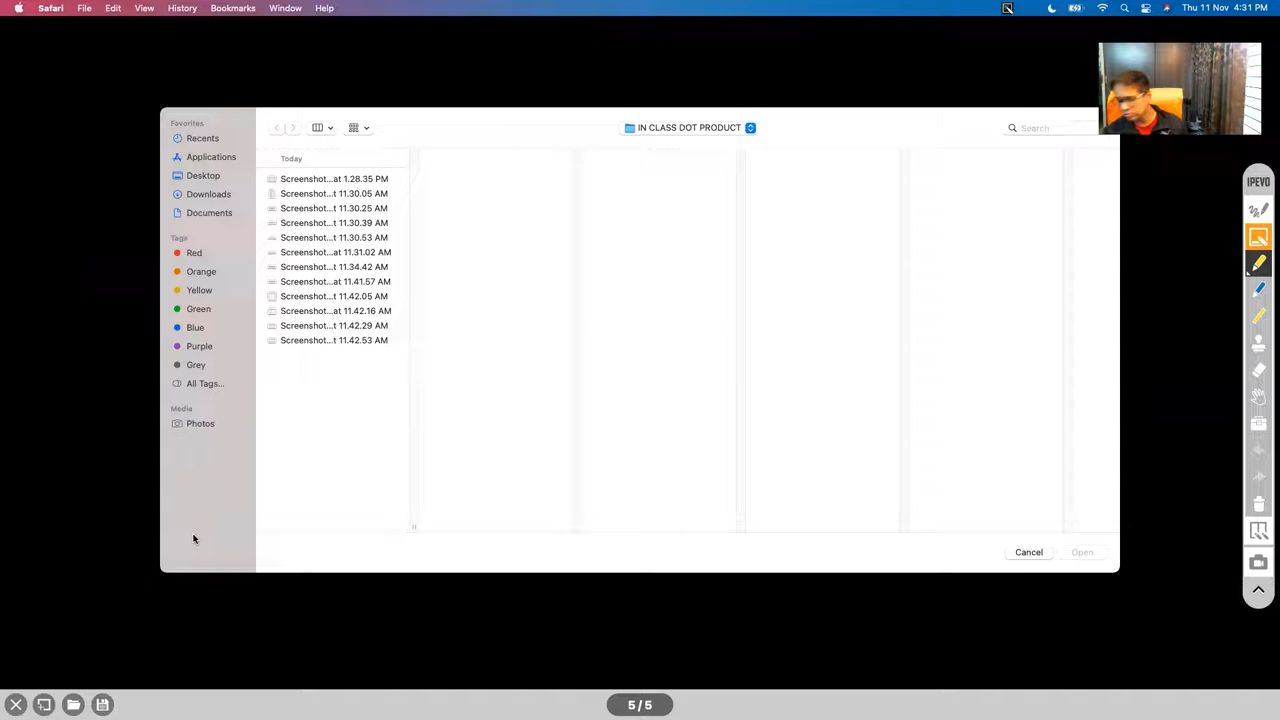 Safari File Edit View History Bookmarks Window Help Thu 11 Nov 4:31 PM
Favorites
Recents
Applications
Desktop
Downloads
Documents
Tags
Red
Orange
Yellow
Green
Blue
Purple
Grey
All Tags...
Media
Photos
IN CLASS DOT PRODUCT
Search
Today
Screenshot...at 1.28.35 PM
Screenshot...t 11.30.05 AM
Screenshot...t 11.30.25 AM
Screenshot...t 11.30.39 AM
Screenshot...t 11.30.53 AM
Screenshot...at 11.31.02 AM
Screenshot...t 11.34.42 AM
Screenshot...at 11.41.57 AM
Screenshot...t 11.42.05 AM
Screenshot...at 11.42.16 AM
Screenshot...t 11.42.29 AM
Screenshot...t 11.42.53 AM
Cancel
Open
IPEVO
5 / 5